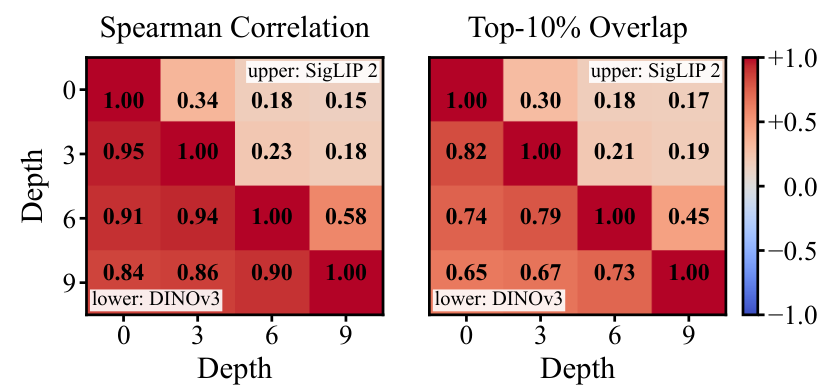 Spearman Correlation
Top-10% Overlap
upper: SigLIP 2
upper: SigLIP 2
+1.0
0
1.00 0.34 0.18 0.15
1.00 0.30 0.18 0.17
+0.5
3
0.95 1.00 0.23 0.18
0.82 1.00 0.21 0.19
0.0
Depth
6
0.91 0.94 1.00 0.58
0.74 0.79 1.00 0.45
−0.5
9
0.84 0.86 0.90 1.00
0.65 0.67 0.73 1.00
lower: DINOv3
lower: DINOv3
−1.0
0 3 6 9
0 3 6 9
Depth
Depth